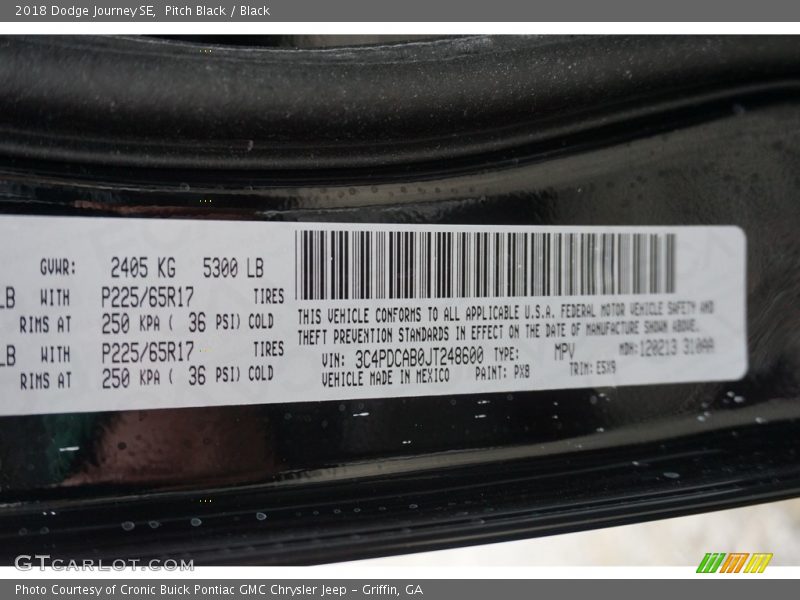 2018 Dodge Journey SE, Pitch Black / Black
GVWR: 2405 KG 5300 LB
LB WITH P225/65R17 TIRES
RIMS AT 250 KPA ( 36 PSI) COLD
LB WITH P225/65R17 TIRES
RIMS AT 250 KPA ( 36 PSI) COLD
THIS VEHICLE CONFORMS TO ALL APPLICABLE U.S.A. FEDERAL MOTOR VEHICLE SAFETY AND
THEFT PREVENTION STANDARDS IN EFFECT ON THE DATE OF MANUFACTURE SHOWN ABOVE.
VIN: 3C4PDCAB0JT248600 TYPE: MPV MDH: 120213 310AA
VEHICLE MADE IN MEXICO PAINT: PX8 TRIM: E5X9
GTCARLOT.COM
Photo Courtesy of Cronic Buick Pontiac GMC Chrysler Jeep - Griffin, GA